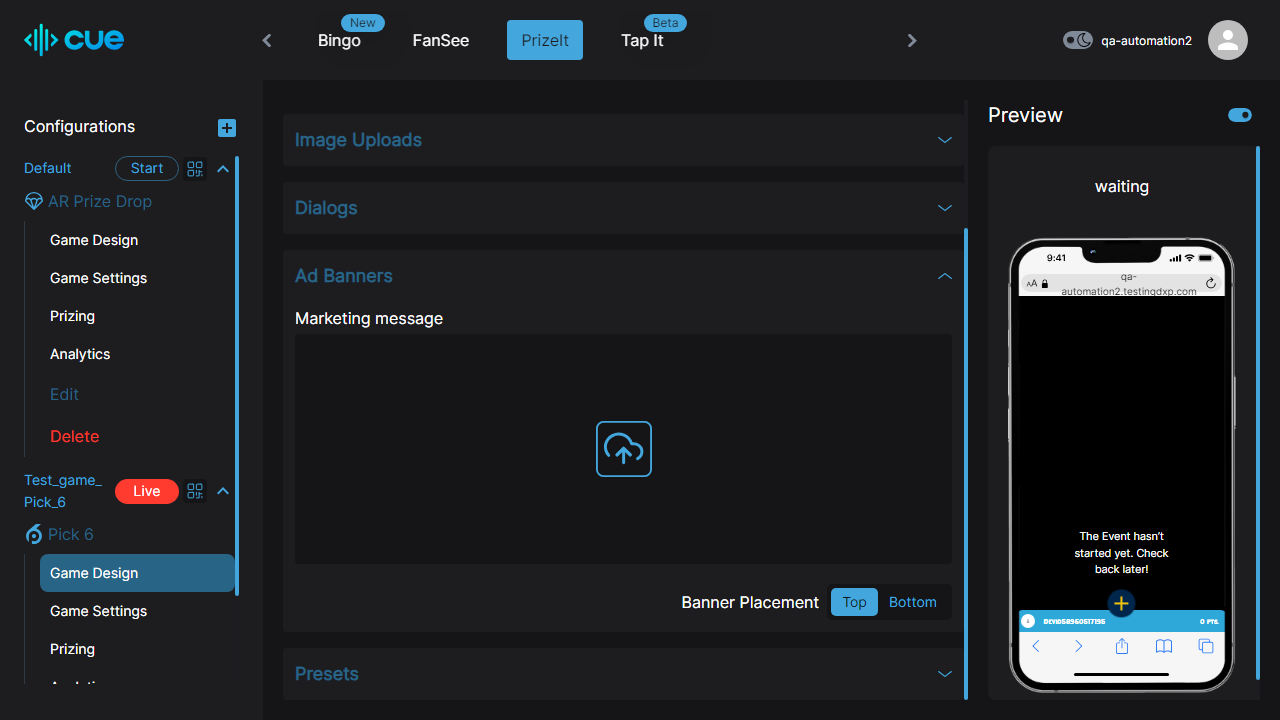 cue
New
Bingo
FanSee
PrizeIt
Beta
Tap It
qa-automation2
Configurations
Default
Start
AR Prize Drop
Game Design
Game Settings
Prizing
Analytics
Edit
Delete
Test_game_
Pick_6
Live
Pick 6
Game Design
Game Settings
Prizing
Image Uploads
Dialogs
Ad Banners
Marketing message
Banner Placement
Top
Bottom
Presets
Preview
waiting
9:41
AA
qa-
automation2.testingdxp.com
The Event hasn't
started yet. Check
back later!
0 PTS.